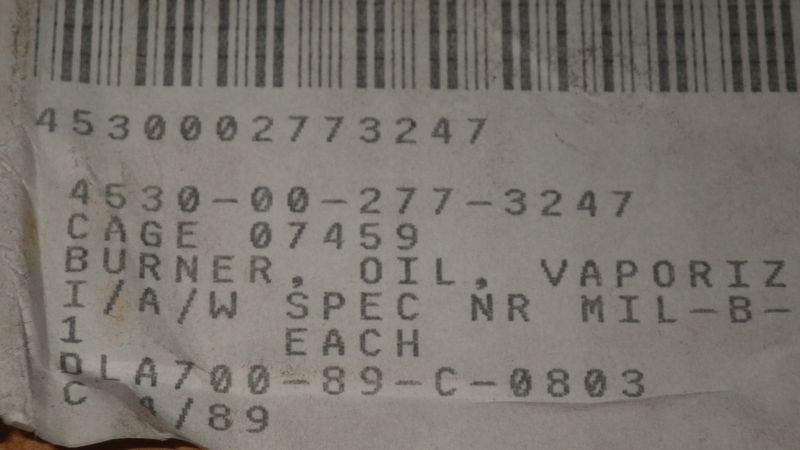 4530002773247
4530-00-277-3247
CAGE 07459
BURNER, OIL, VAPORIZ
I/A/W SPEC NR MIL-B-
1 EACH
DLA700-89-C-0803
C A/89